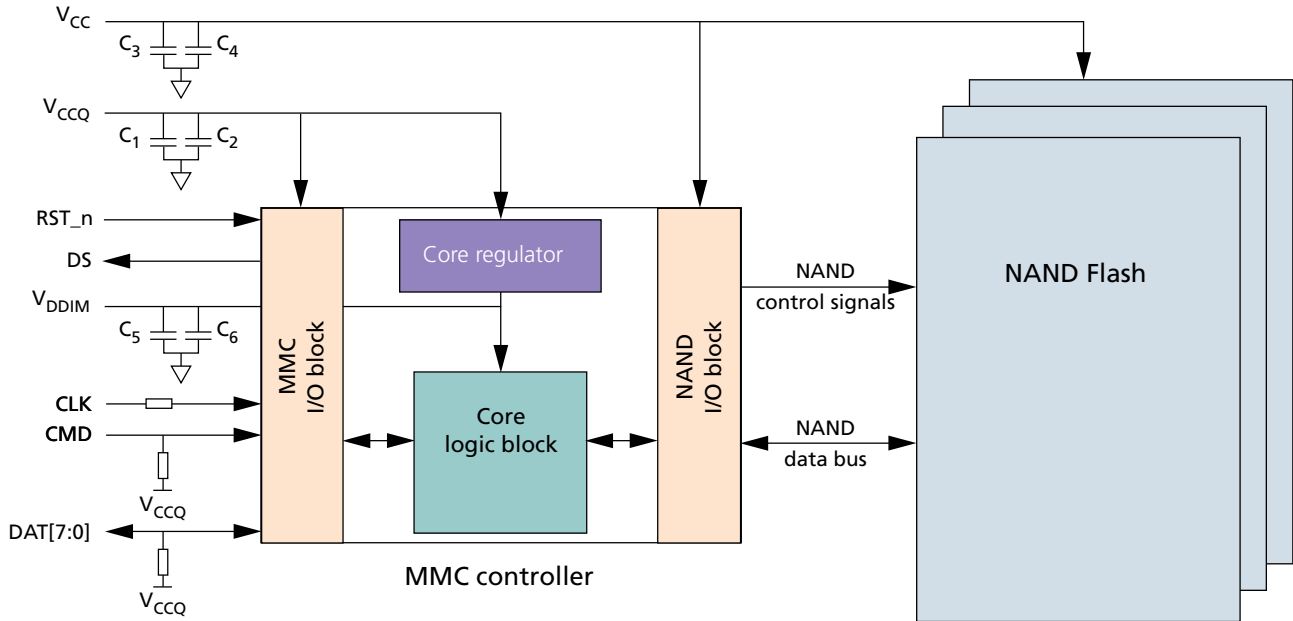 VCC
C3 C4
VCCQ
C1 C2
RST_n
DS
VDDIM
C5 C6
CLK
CMD
VCCQ
DAT[7:0]
VCCQ
MMC
I/O block
Core regulator
Core
logic block
NAND
I/O block
MMC controller
NAND
control signals
NAND
data bus
NAND Flash